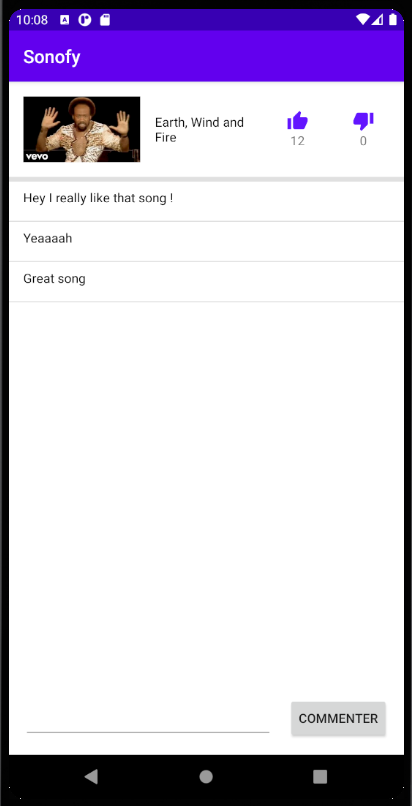 10:08
Sonofy
vevo
Earth, Wind and
Fire
12
0
Hey I really like that song !
Yeaaaah
Great song
COMMENTER